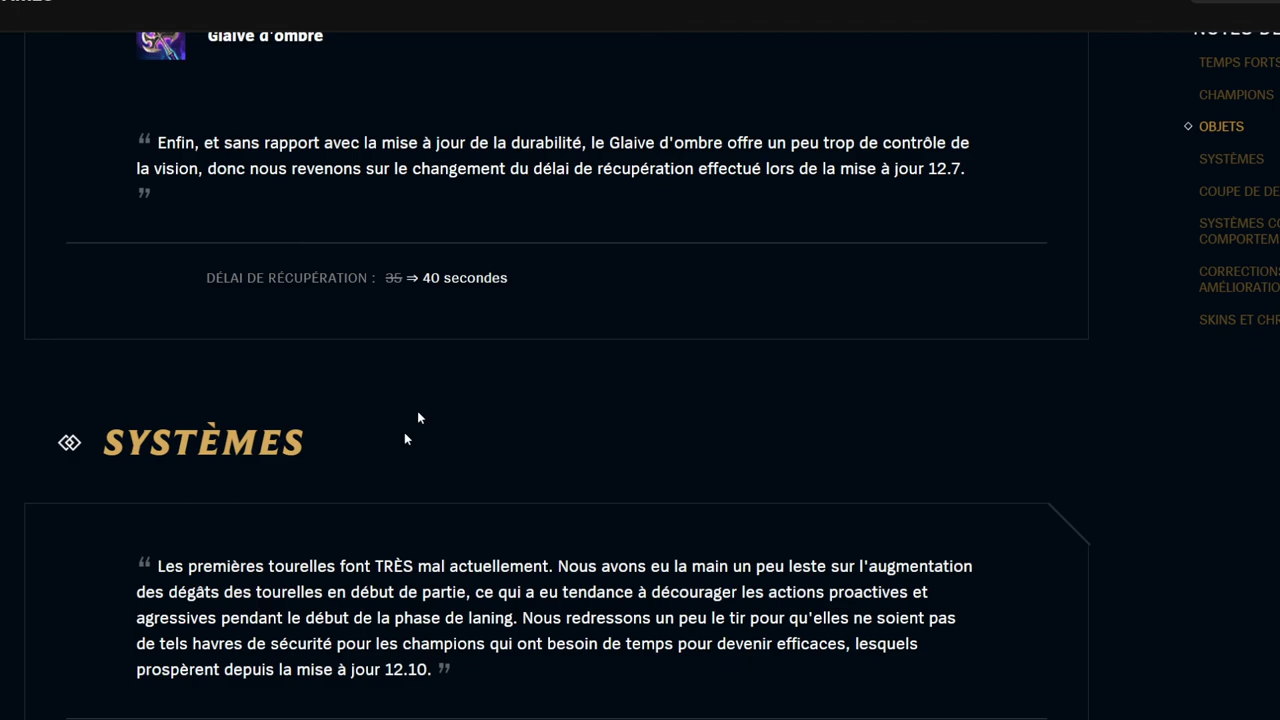 Glaive d'ombre
“ Enfin, et sans rapport avec la mise à jour de la durabilité, le Glaive d'ombre offre un peu trop de contrôle de
la vision, donc nous revenons sur le changement du délai de récupération effectué lors de la mise à jour 12.7.
”
DÉLAI DE RÉCUPÉRATION : 35 ⇒ 40 secondes
SYSTÈMES
“ Les premières tourelles font TRÈS mal actuellement. Nous avons eu la main un peu leste sur l'augmentation
des dégâts des tourelles en début de partie, ce qui a eu tendance à décourager les actions proactives et
agressives pendant le début de la phase de laning. Nous redressons un peu le tir pour qu'elles ne soient pas
de tels havres de sécurité pour les champions qui ont besoin de temps pour devenir efficaces, lesquels
prospèrent depuis la mise à jour 12.10. ”
TEMPS FORTS
CHAMPIONS
OBJETS
SYSTÈMES
COUPE DE DE
SYSTÈMES CO
COMPORTEM
CORRECTIONS
AMÉLIORATIO
SKINS ET CHR